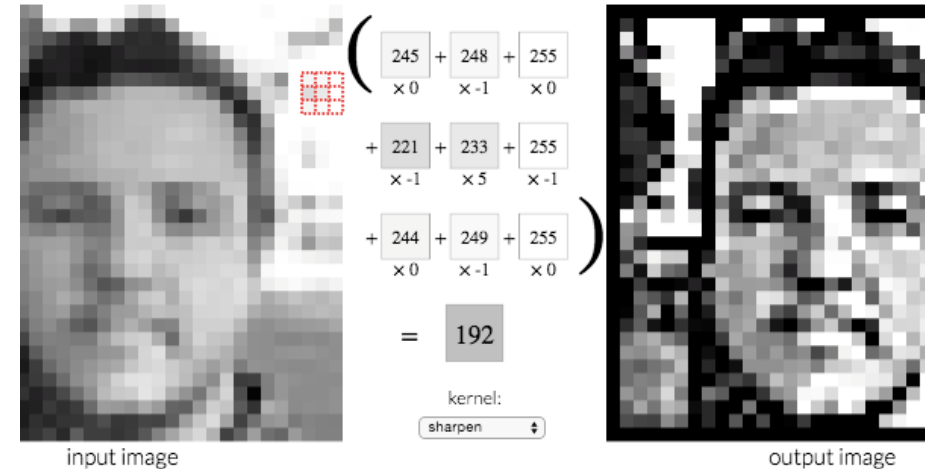 ( 245 + 248 + 255
×0 ×-1 ×0
+ 221 + 233 + 255
×-1 ×5 ×-1
+ 244 + 249 + 255 )
×0 ×-1 ×0
= 192
kernel:
sharpen
input image
output image